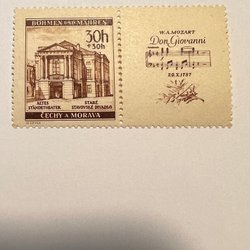 BÖHMEN UND MÄHREN
30h
+30h
ALTES
STÄNDETHEATER
STARÉ
STAVOVSKÉ DIVADLO
ČECHY A MORAVA
W.A.MOZART
Don Giovanni
29.X.1787